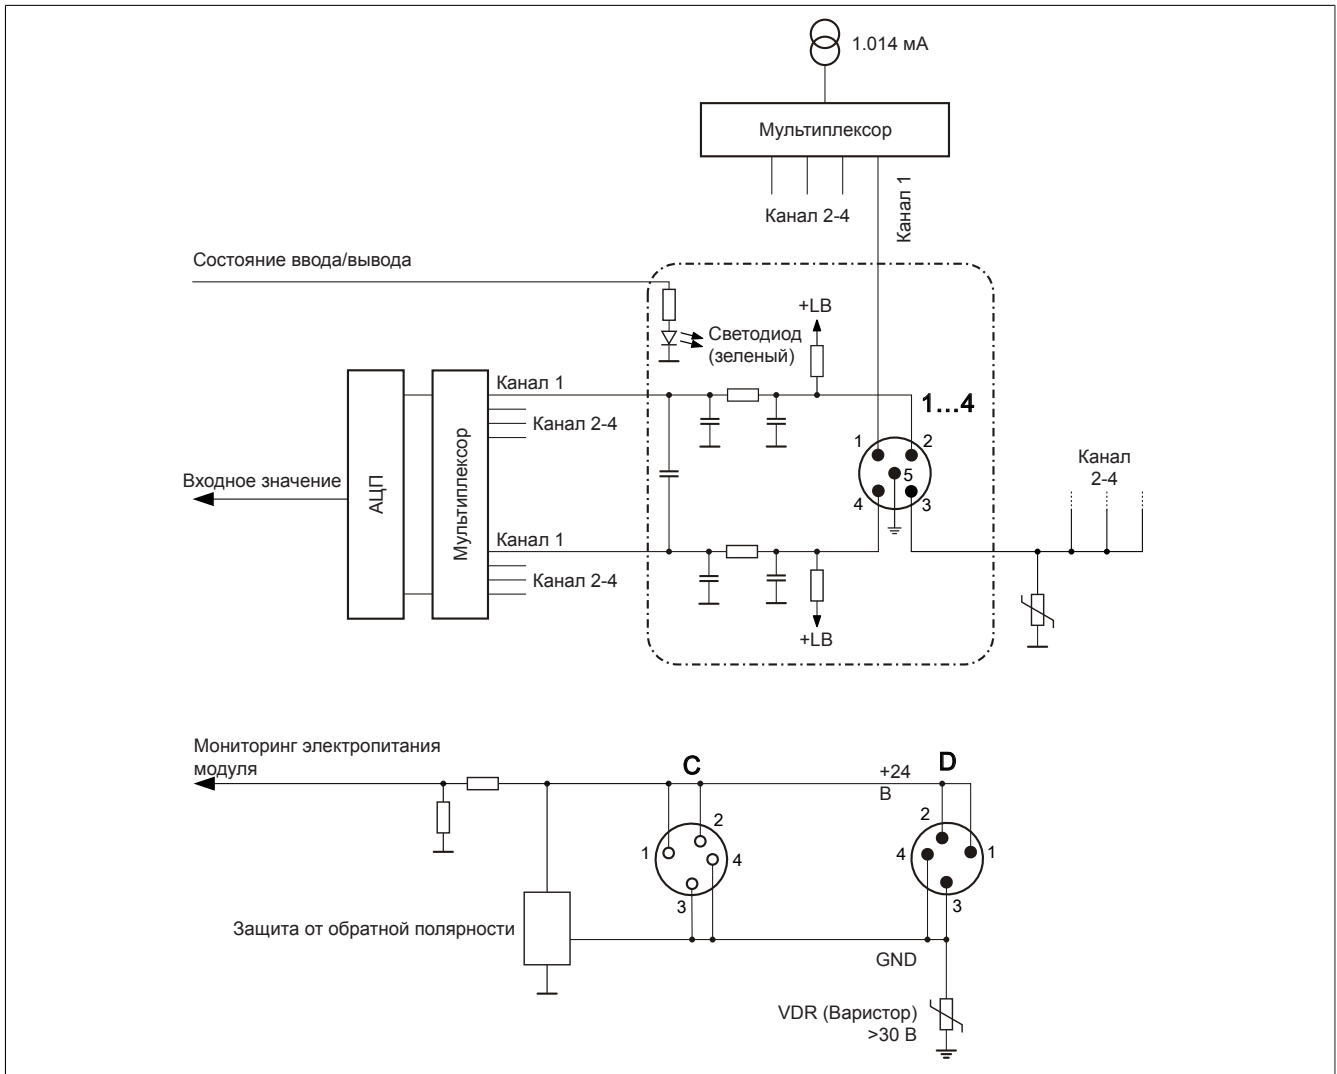 1.014 мА
Мультиплексор
Канал 2-4
Канал 1
Состояние ввода/вывода
+LB
Светодиод
(зеленый)
Канал 1
1...4
Канал 2-4
1
2
5
4
3
Канал
2-4
АЦП
Мультиплексор
Входное значение
Канал 1
Канал 2-4
+LB
Мониторинг электропитания
модуля
C
+24
В
D
2
1
4
3
2
4
1
3
Защита от обратной полярности
GND
VDR (Варистор)
>30 В